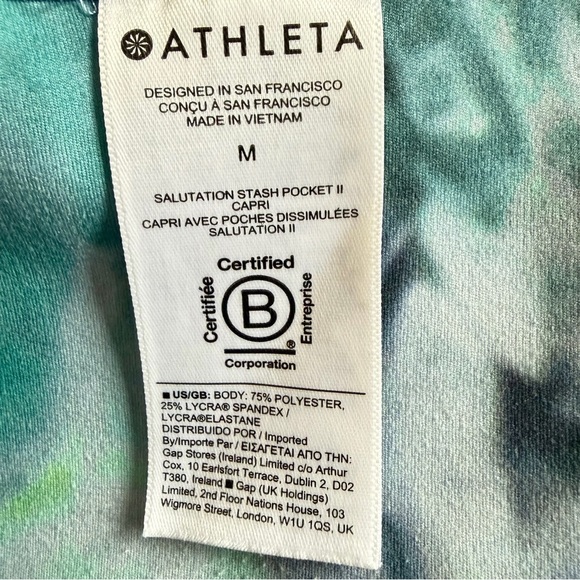 ATHLETA
DESIGNED IN SAN FRANCISCO
CONÇU À SAN FRANCISCO
MADE IN VIETNAM
M
SALUTATION STASH POCKET II
CAPRI
CAPRI AVEC POCHES DISSIMULÉES
SALUTATION II
Certified
Certifiée
B
®
Entreprise
Corporation
■ US/GB: BODY: 75% POLYESTER,
25% LYCRA® SPANDEX /
LYCRA®ELASTANE
DISTRIBUIDO POR / Imported
By/Importe Par / ΕΙΣΑΓΕΤΑΙ ΑΠΟ ΤΗΝ:
Gap Stores (Ireland) Limited c/o Arthur
Cox, 10 Earlsfort Terrace, Dublin 2, D02
T380, Ireland ■ Gap (UK Holdings)
Limited, 2nd Floor Nations House, 103
Wigmore Street, London, W1U 1QS, UK